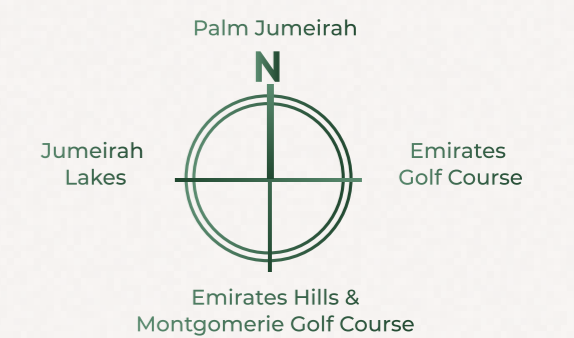 Palm Jumeirah
N
Jumeirah
Lakes
Emirates
Golf Course
Emirates Hills &
Montgomerie Golf Course